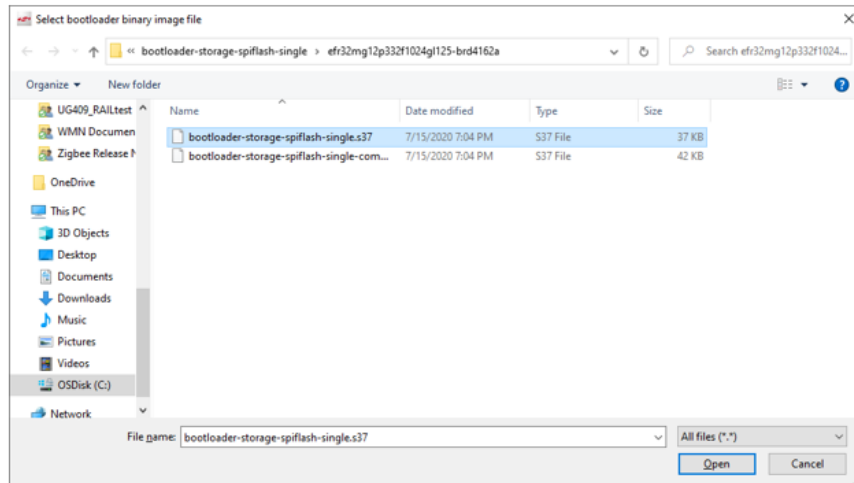 Select bootloader binary image file
« bootloader-storage-spiflash-single > efr32mg12p332f1024gl125-brd4162a
Search efr32mg12p332f1024...
Organize
New folder
UG409_RAILtest
WMN Documen
Zigbee Release N
OneDrive
This PC
3D Objects
Desktop
Documents
Downloads
Music
Pictures
Videos
OSDisk (C:)
Network
Name Date modified Type Size
bootloader-storage-spiflash-single.s37 7/15/2020 7:04 PM S37 File 37 KB
bootloader-storage-spiflash-single-com... 7/15/2020 7:04 PM S37 File 42 KB
File name: bootloader-storage-spiflash-single.s37
All files (*.*)
Open Cancel